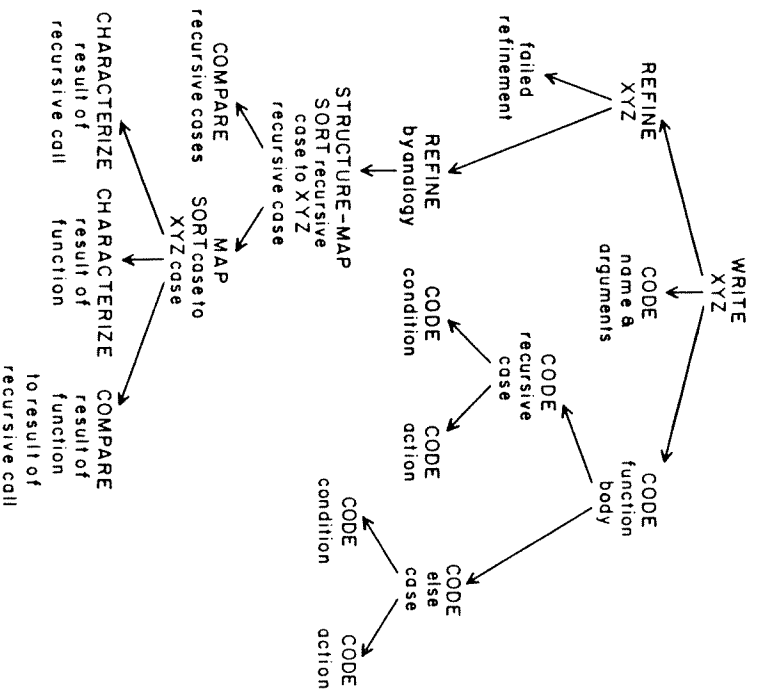 WRITE
XYZ
REFINE
XYZ
CODE
name &
arguments
CODE
function
body
failed
refinement
REFINE
by analogy
CODE
recursive
case
CODE
else
case
CODE
condition
CODE
action
CODE
condition
CODE
action
STRUCTURE-MAP
SORT recursive
case to XYZ
recursive case
COMPARE
recursive cases
MAP
SORT case to
XYZ case
CHARACTERIZE
result of
recursive call
CHARACTERIZE
result of
function
COMPARE
result of
function
to result of
recursive call